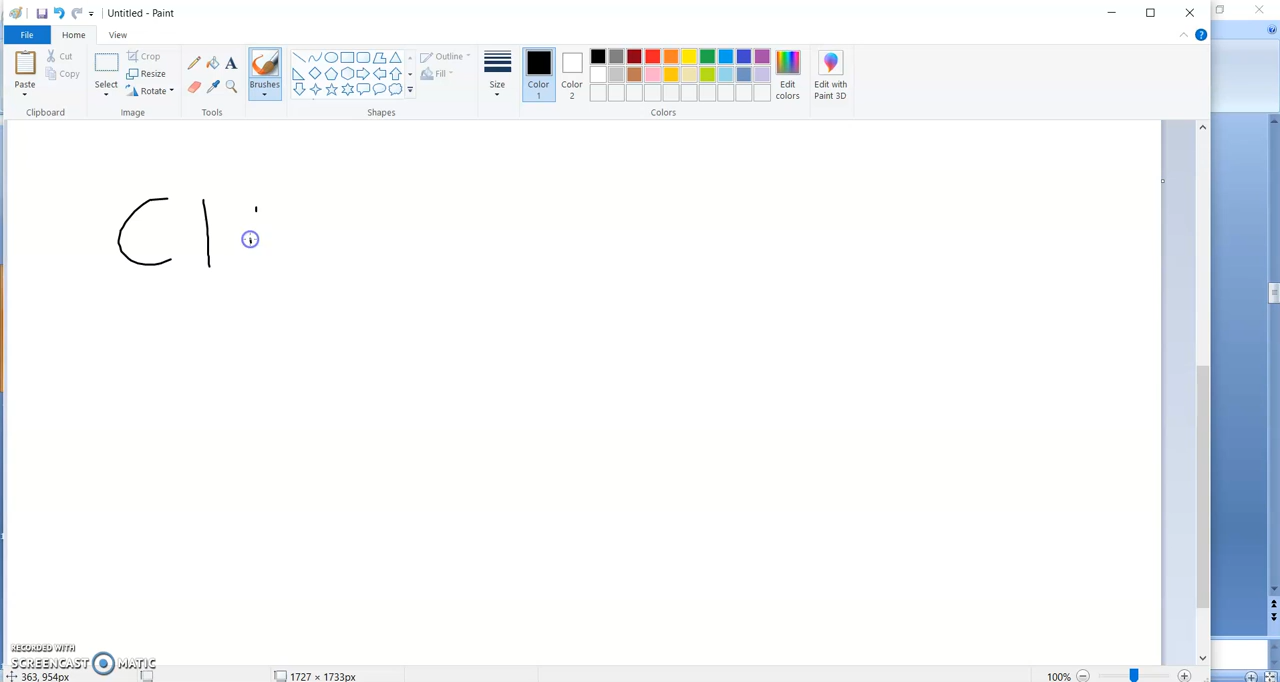 Untitled - Paint
File Home View
Paste
Cut
Copy
Clipboard
Select
Crop
Resize
Rotate
Image
Tools
Brushes
Shapes
Outline
Fill
Size
Color 1
Color 2
Colors
Edit colors
Edit with Paint 3D
Cli
RECORDED WITH
SCREENCAST MATIC
363, 954px
1727 × 1733px
100%